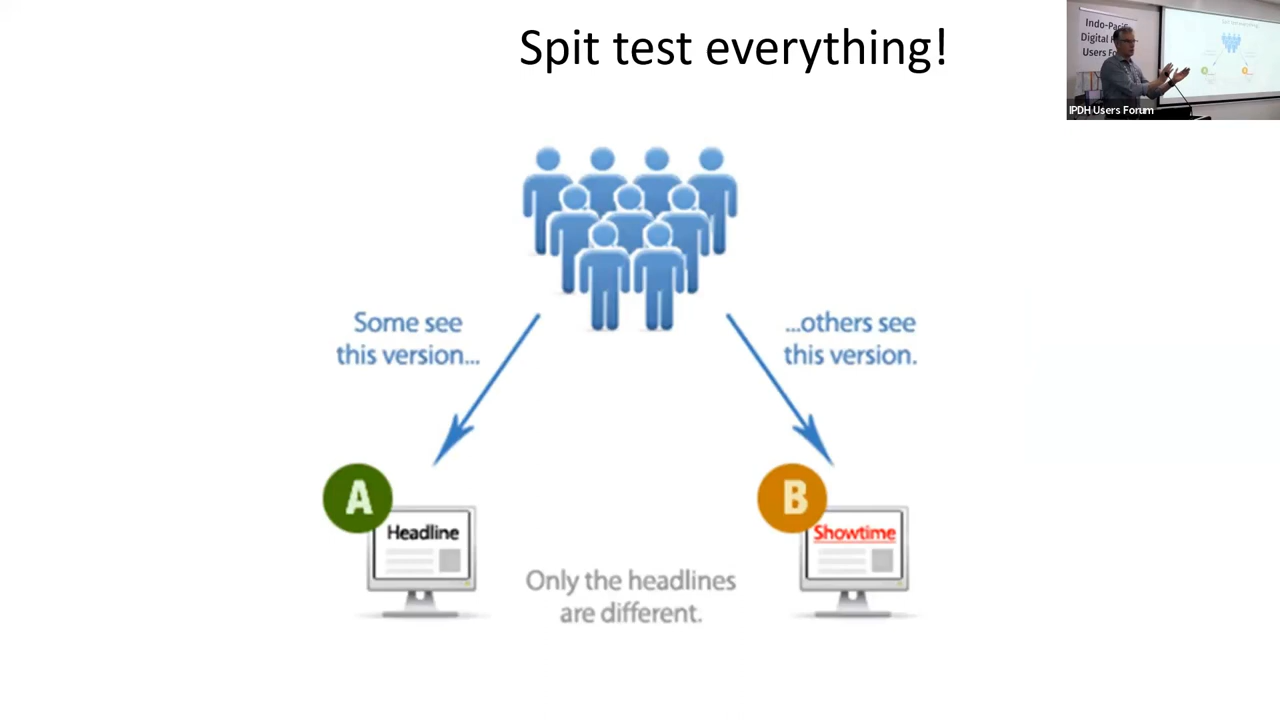 Spit test everything!
Indo-Pacific
Digital
Users Fo
IPDH Users Forum
Some see
this version...
...others see
this version.
A
Headline
B
Showtime
Only the headlines
are different.